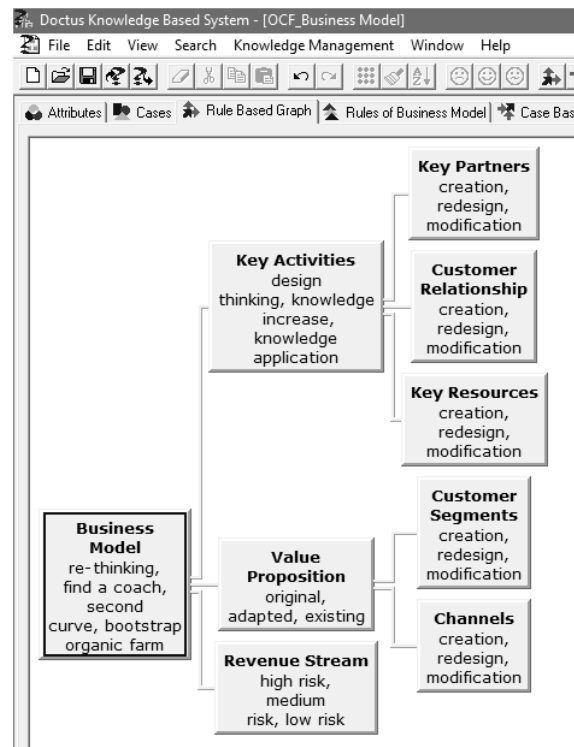 Doctus Knowledge Based System - [OCF_Business Model]
File Edit View Search Knowledge Management Window Help
Attributes Cases Rule Based Graph Rules of Business Model Case Bas
Key Partners
creation,
redesign,
modification
Key Activities
design
thinking, knowledge
increase,
knowledge
application
Customer
Relationship
creation,
redesign,
modification
Key Resources
creation,
redesign,
modification
Business
Model
re-thinking,
find a coach,
second
curve, bootstrap
organic farm
Value
Proposition
original,
adapted, existing
Customer
Segments
creation,
redesign,
modification
Channels
creation,
redesign,
modification
Revenue Stream
high risk,
medium
risk, low risk